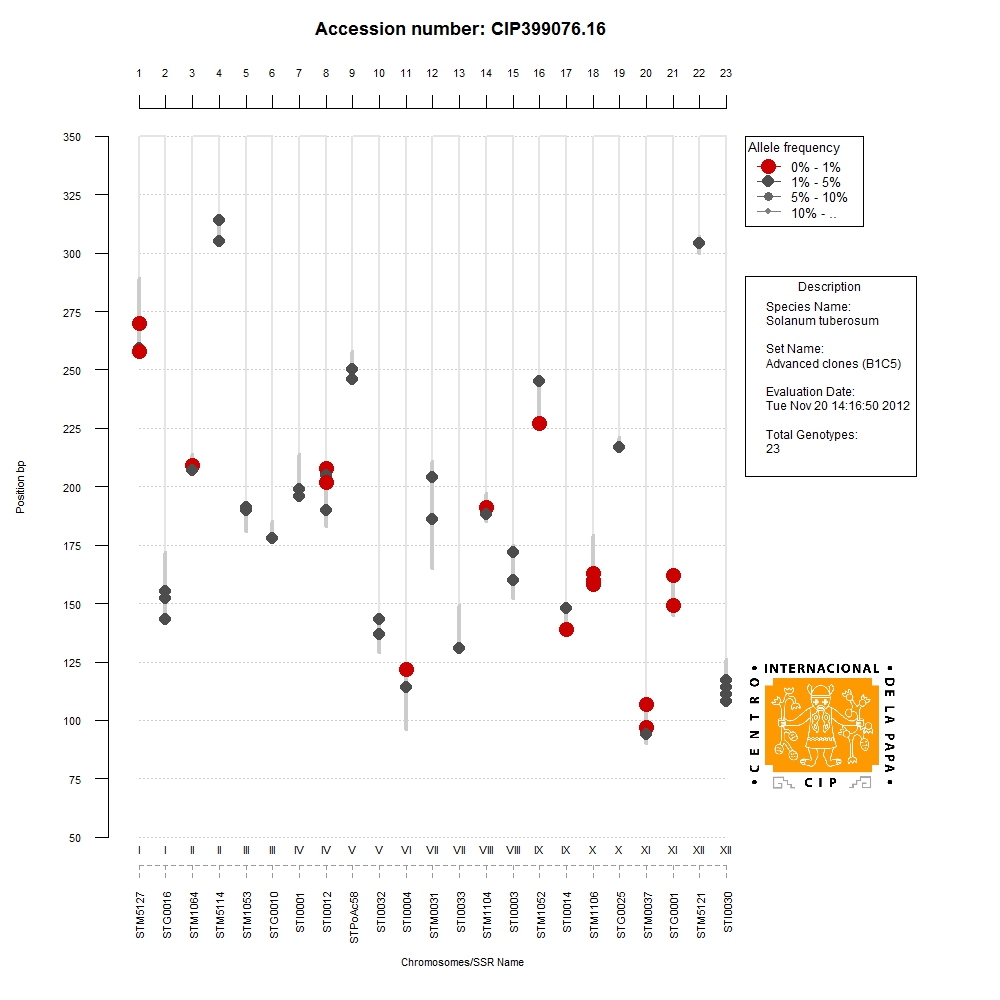 Accession number: CIP399076.16
1 2 3 4 5 6 7 8 9 10 11 12 13 14 15 16 17 18 19 20 21 22 23
350
325
300
275
250
225
200
175
150
125
100
75
50
Position bp
I I II II III III IV IV V V VI VII VII VIII VIII IX IX X X XI XI XII XII
STM5127 STG0016 STM1064 STM5114 STM1053 STG0010 STI0001 STI0012 STPoAc58 STI0032 STI0004 STM0031 STI0033 STM1104 STI0003 STM1052 STI0014 STM1106 STG0025 STM0037 STG0001 STM5121 STI0030
Chromosomes/SSR Name
Allele frequency
0% - 1%
1% - 5%
5% - 10%
10% - ..
Description
Species Name:
Solanum tuberosum
Set Name:
Advanced clones (B1C5)
Evaluation Date:
Tue Nov 20 14:16:50 2012
Total Genotypes:
23
• CENTRO • INTERNACIONAL • DE LA PAPA •
CIP